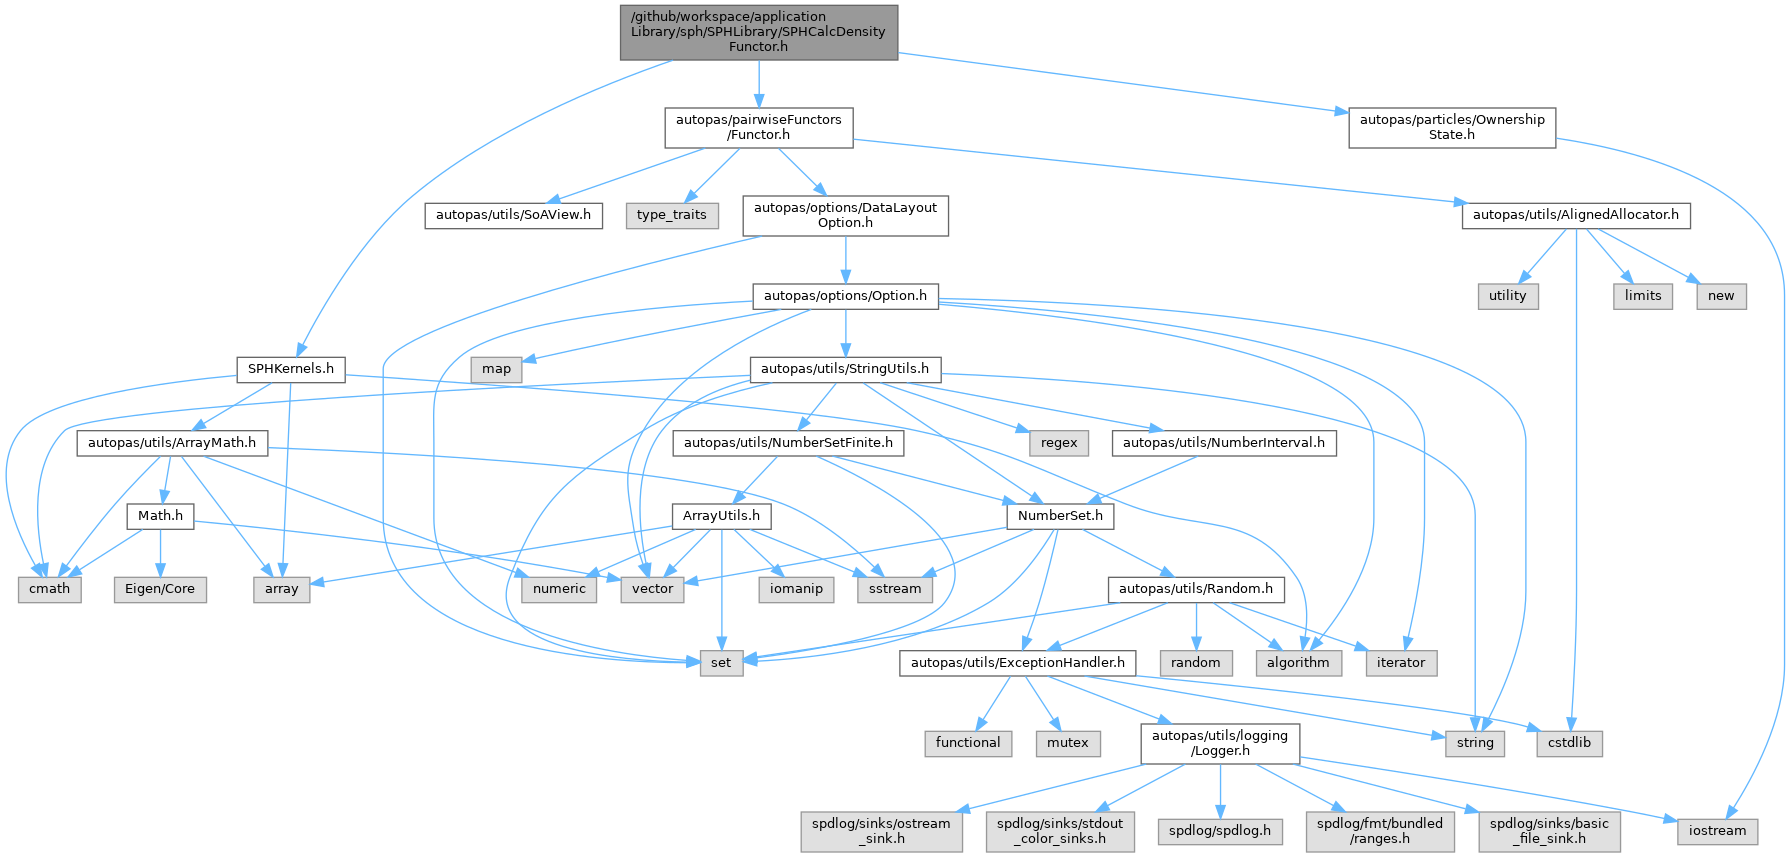 /github/workspace/application
Library/sph/SPHLibrary/SPHCalcDensity
Functor.h
autopas/pairwiseFunctors
/Functor.h
autopas/particles/Ownership
State.h
autopas/utils/SoAView.h
type_traits
autopas/options/DataLayout
Option.h
autopas/utils/AlignedAllocator.h
autopas/options/Option.h
utility
limits
new
SPHKernels.h
map
autopas/utils/StringUtils.h
autopas/utils/ArrayMath.h
autopas/utils/NumberSetFinite.h
regex
autopas/utils/NumberInterval.h
Math.h
ArrayUtils.h
NumberSet.h
cmath
Eigen/Core
array
numeric
vector
iomanip
sstream
autopas/utils/Random.h
set
autopas/utils/ExceptionHandler.h
random
algorithm
iterator
functional
mutex
autopas/utils/logging
/Logger.h
string
cstdlib
spdlog/sinks/ostream
_sink.h
spdlog/sinks/stdout
_color_sinks.h
spdlog/spdlog.h
spdlog/fmt/bundled
/ranges.h
spdlog/sinks/basic
_file_sink.h
iostream